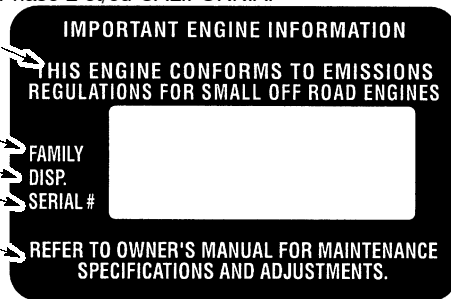 IMPORTANT ENGINE INFORMATION
THIS ENGINE CONFORMS TO EMISSIONS
REGULATIONS FOR SMALL OFF ROAD ENGINES
FAMILY
DISP.
SERIAL #
REFER TO OWNER'S MANUAL FOR MAINTENANCE
SPECIFICATIONS AND ADJUSTMENTS.